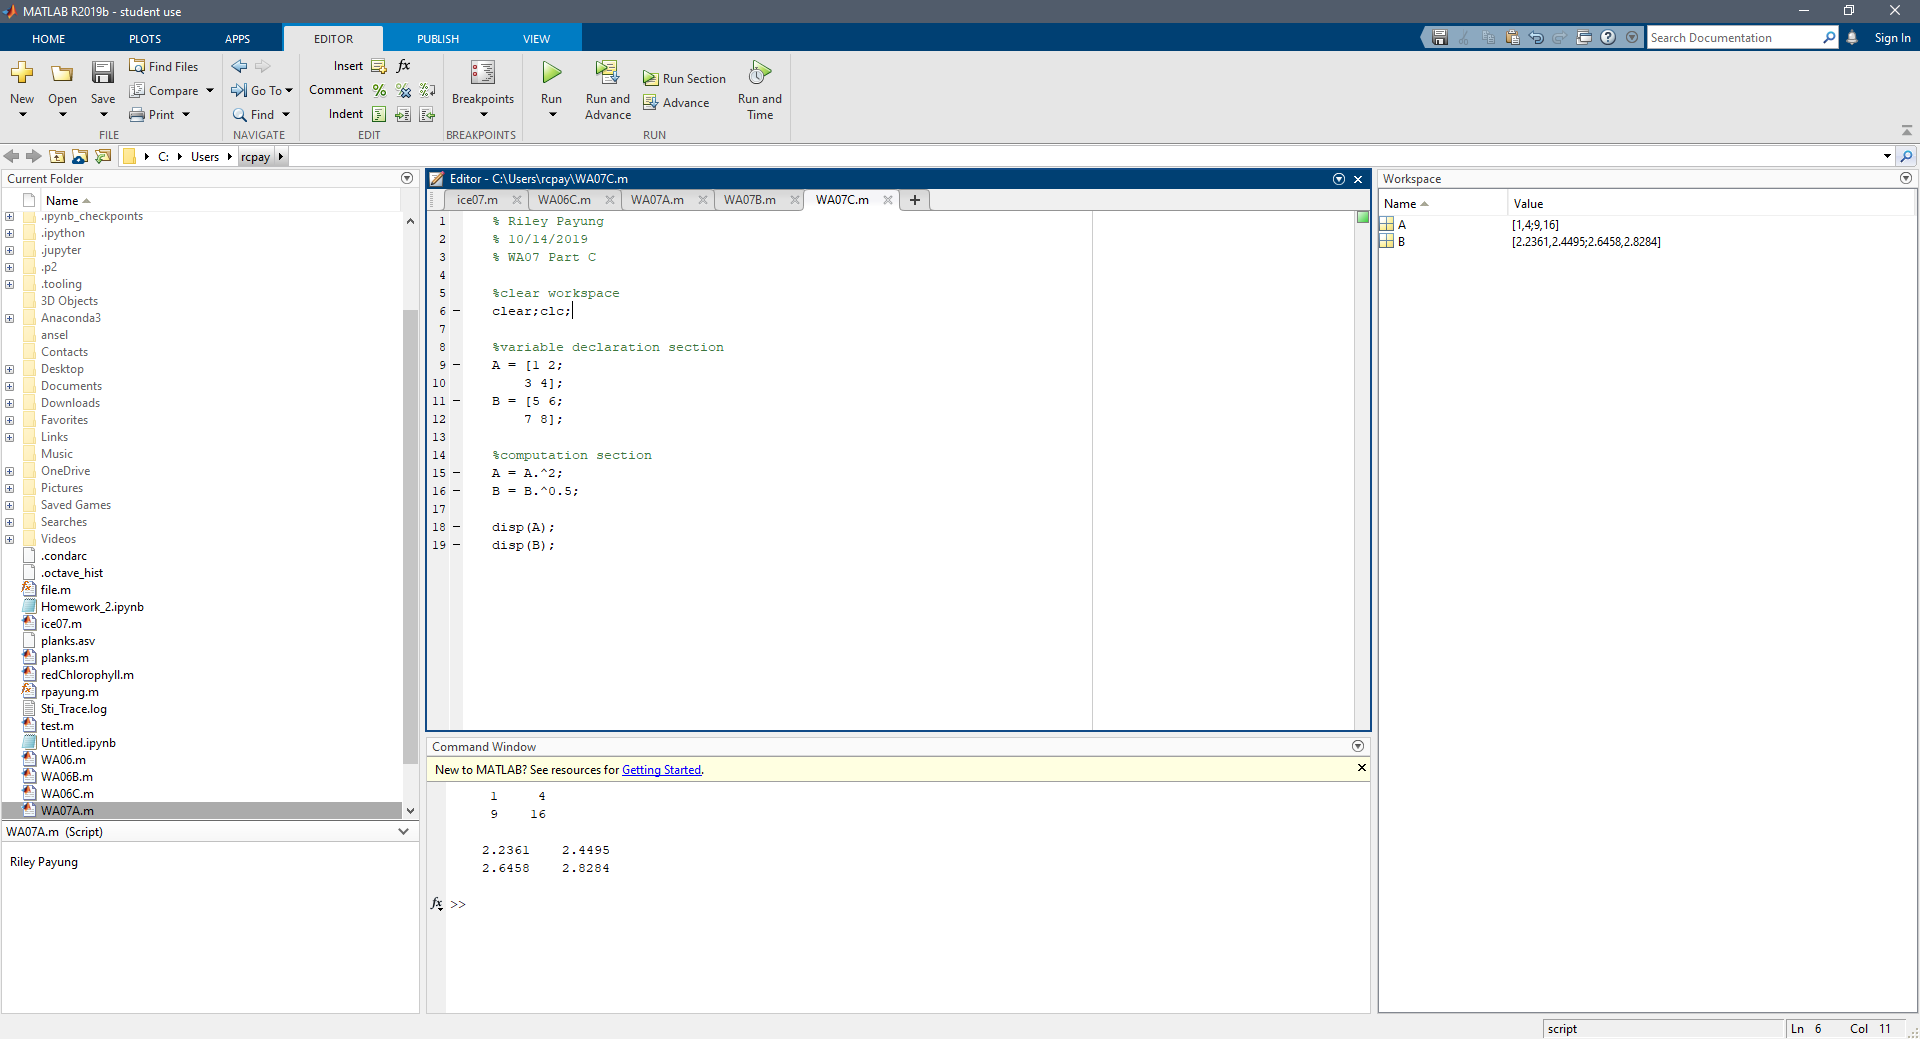 MATLAB R2019b - student use
HOME PLOTS APPS EDITOR PUBLISH VIEW
Search Documentation
Sign In
New
Open
Save
Find Files
Compare
Print
FILE
Go To
Find
NAVIGATE
Insert
Comment
Indent
EDIT
Breakpoints
BREAKPOINTS
Run
Run and
Advance
Run Section
Advance
Run and
Time
RUN
C: Users rcpay
Current Folder
Name
.ipynb_checkpoints
.ipython
.jupyter
.p2
.tooling
3D Objects
Anaconda3
ansel
Contacts
Desktop
Documents
Downloads
Favorites
Links
Music
OneDrive
Pictures
Saved Games
Searches
Videos
.condarc
.octave_hist
file.m
Homework_2.ipynb
ice07.m
planks.asv
planks.m
redChlorophyll.m
rpayung.m
Sti_Trace.log
test.m
Untitled.ipynb
WA06.m
WA06B.m
WA06C.m
WA07A.m
WA07A.m (Script)
Riley Payung
Editor - C:\Users\rcpay\WA07C.m
ice07.m WA06C.m WA07A.m WA07B.m WA07C.m
1 % Riley Payung
2 % 10/14/2019
3 % WA07 Part C
4
5 %clear workspace
6 clear;clc;
7
8 %variable declaration section
9 A = [1 2;
10 3 4];
11 B = [5 6;
12 7 8];
13
14 %computation section
15 A = A.^2;
16 B = B.^0.5;
17
18 disp(A);
19 disp(B);
Command Window
New to MATLAB? See resources for Getting Started.
1 4
9 16
2.2361 2.4495
2.6458 2.8284
fx >>
Workspace
Name Value
A [1,4;9,16]
B [2.2361,2.4495;2.6458,2.8284]
script
Ln 6 Col 11